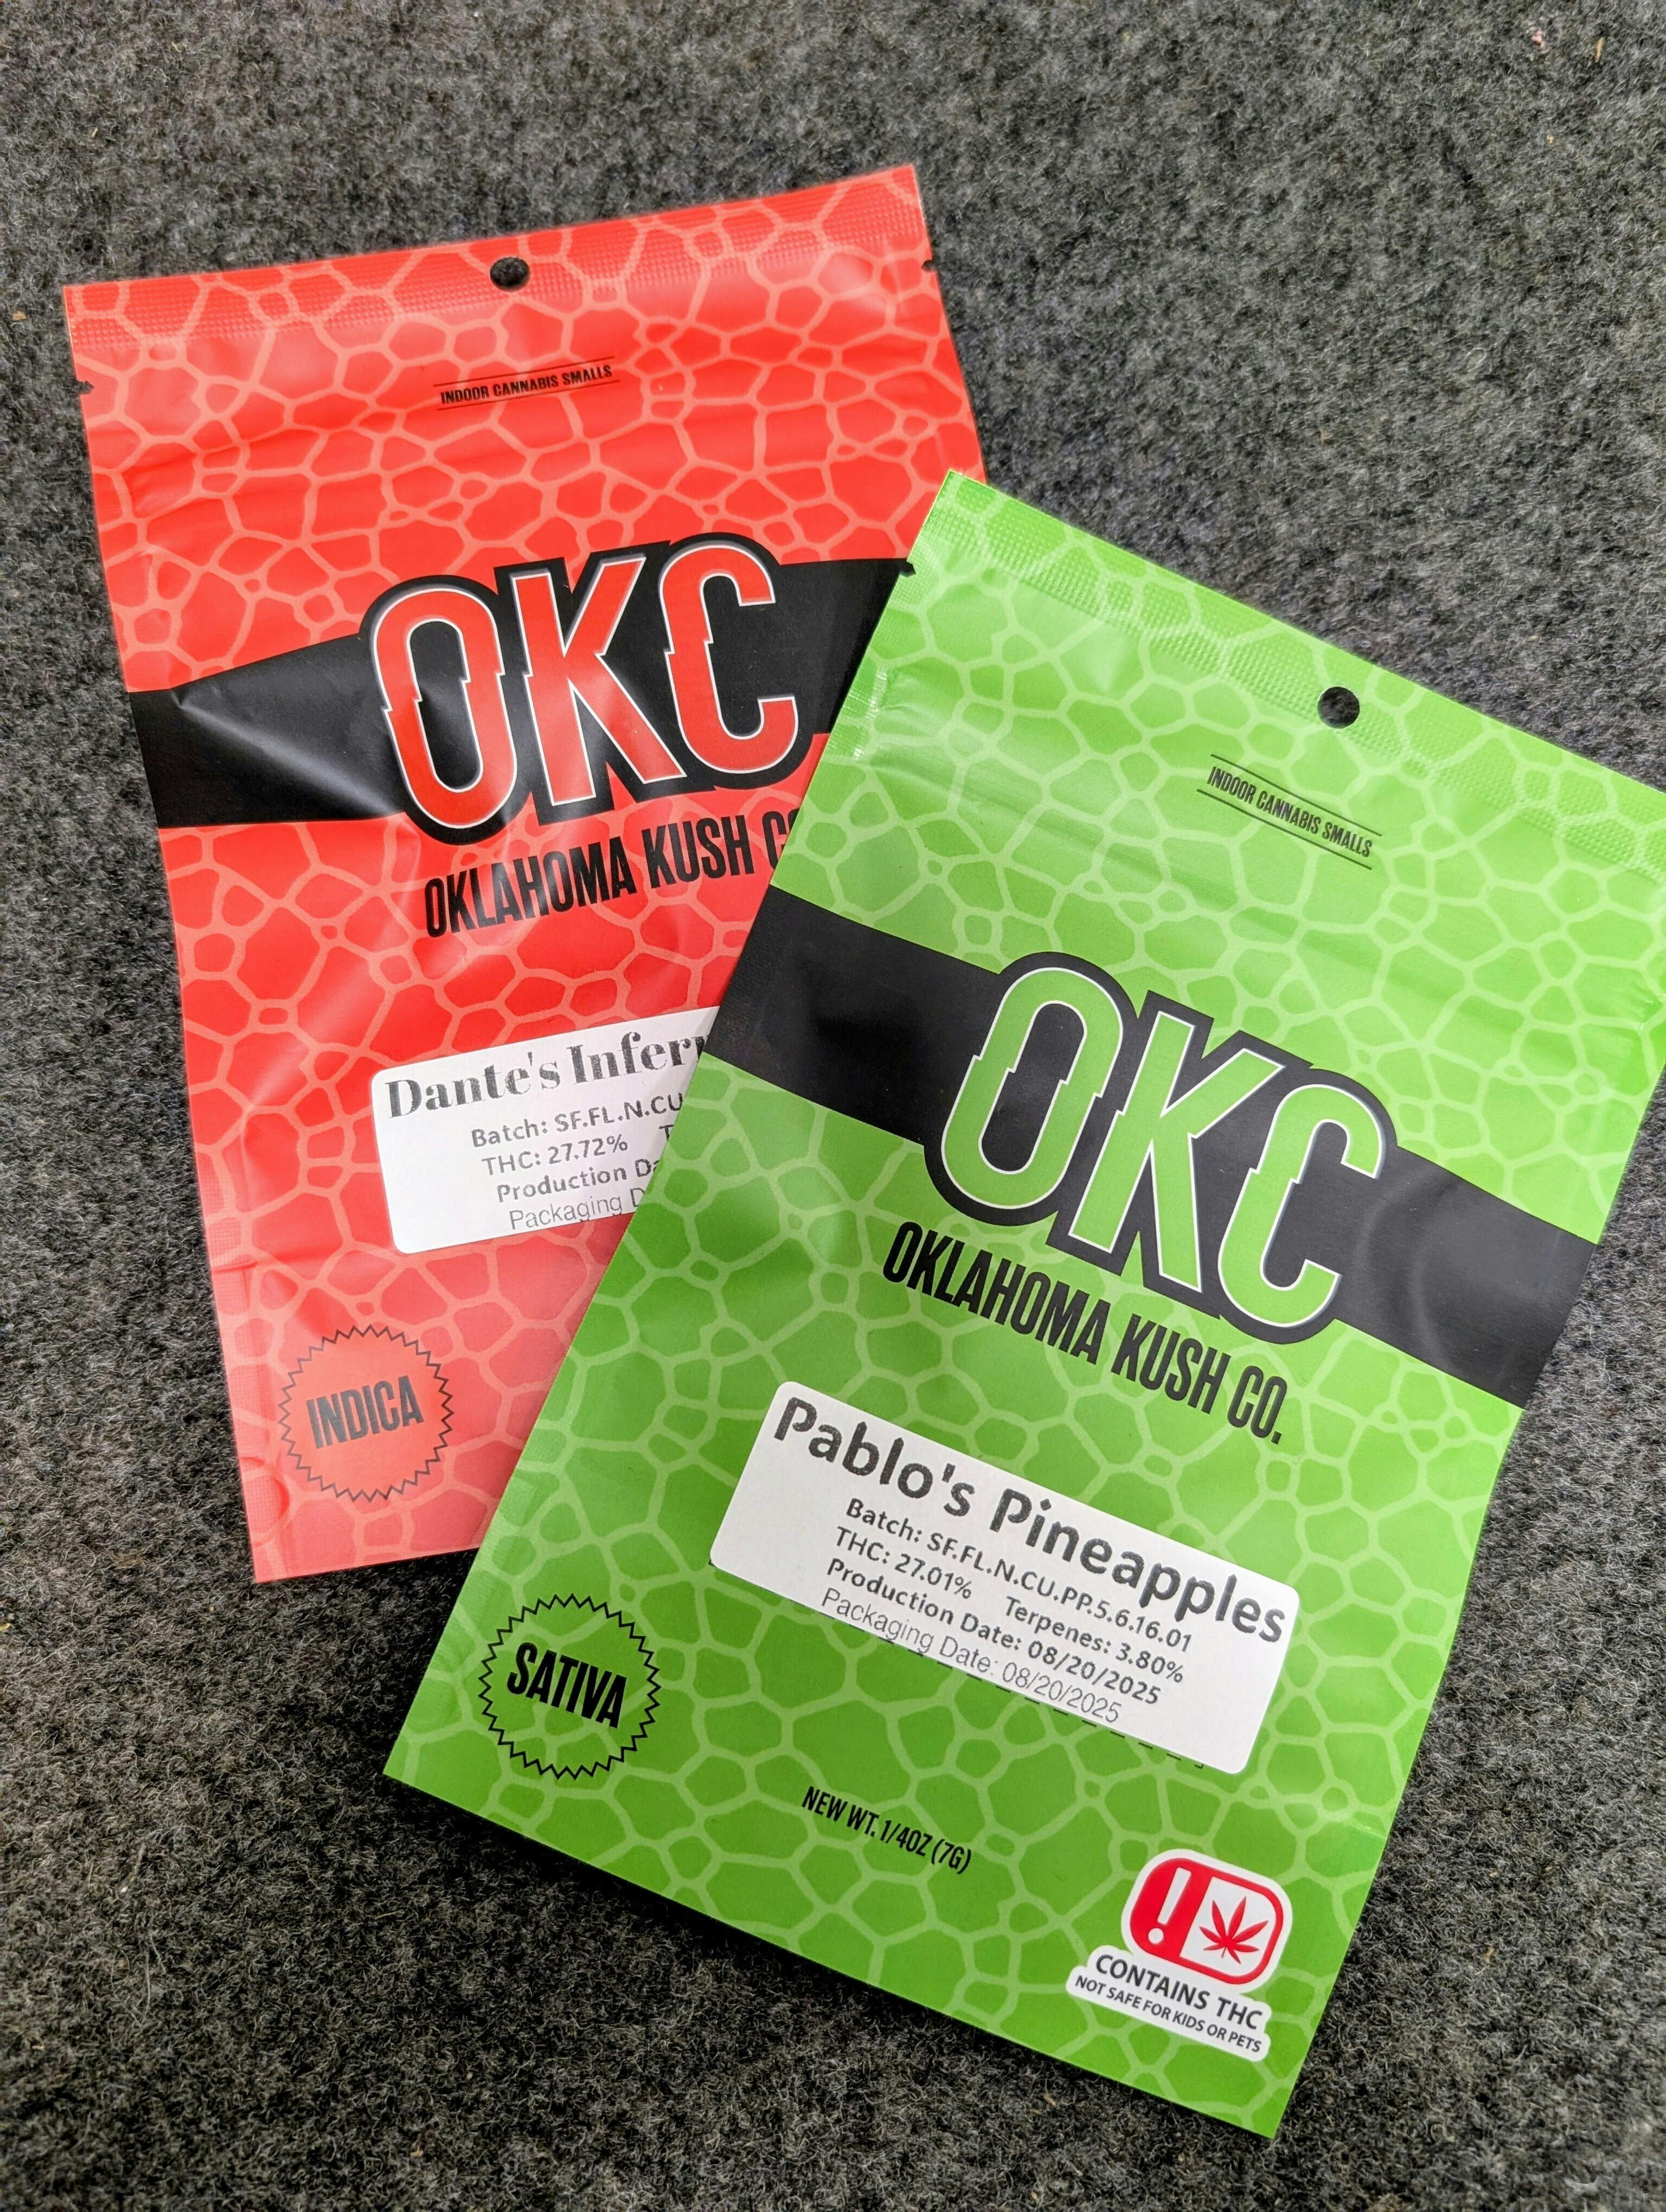 INDOOR CANNABIS SMALLS
OKC
OKLAHOMA KUSH
Dante's
Batch: SF.FL.N.CU
THC: 27.72%
Production
Packaging
INDICA
INDOOR CANNABIS SMALLS
OKC
OKLAHOMA KUSH CO.
Pablo's Pineapples
Batch: SF.FL.N.CU.PP.5.6.16.01
THC: 27.01% Terpenes: 3.80%
Production Date: 08/20/2025
Packaging Date: 08/20/2025
SATIVA
NEW WT. 1/4OZ (7G)
!
CONTAINS THC
NOT SAFE FOR KIDS OR PETS